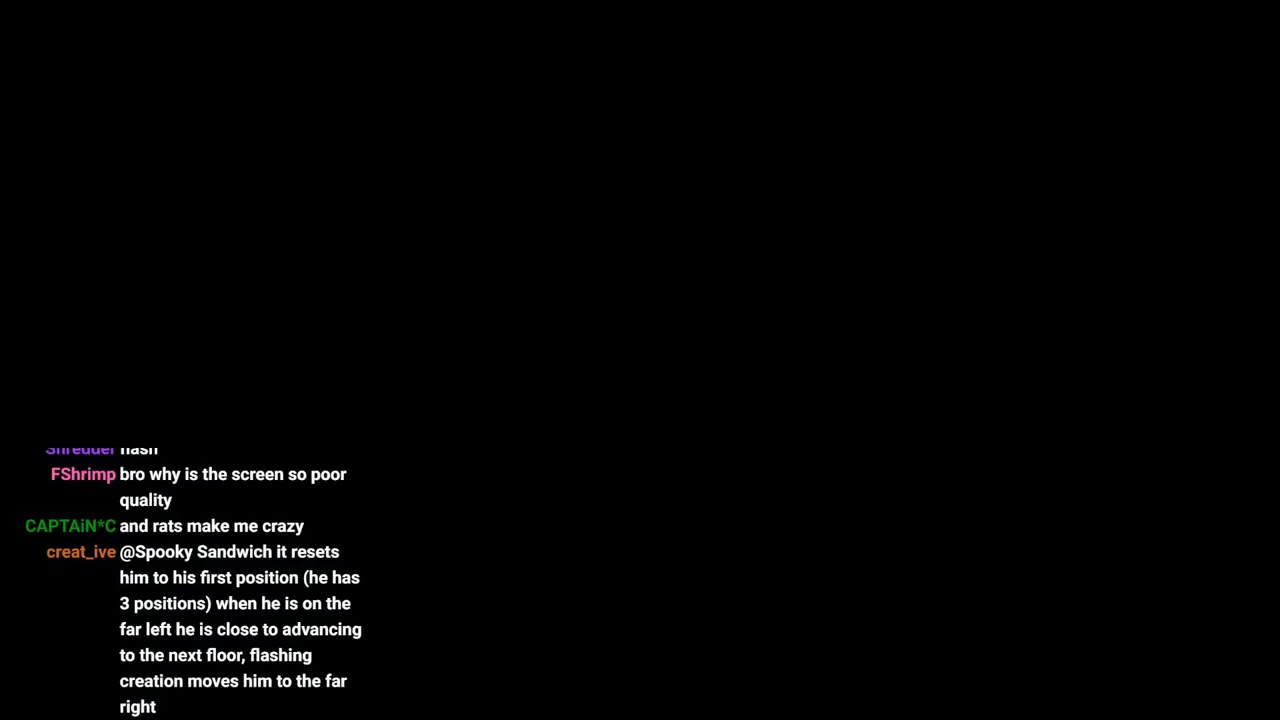 Shredder
FShrimp bro why is the screen so poor
quality
CAPTAiN*C and rats make me crazy
creat_ive @Spooky Sandwich it resets
him to his first position (he has
3 positions) when he is on the
far left he is close to advancing
to the next floor, flashing
creation moves him to the far
right